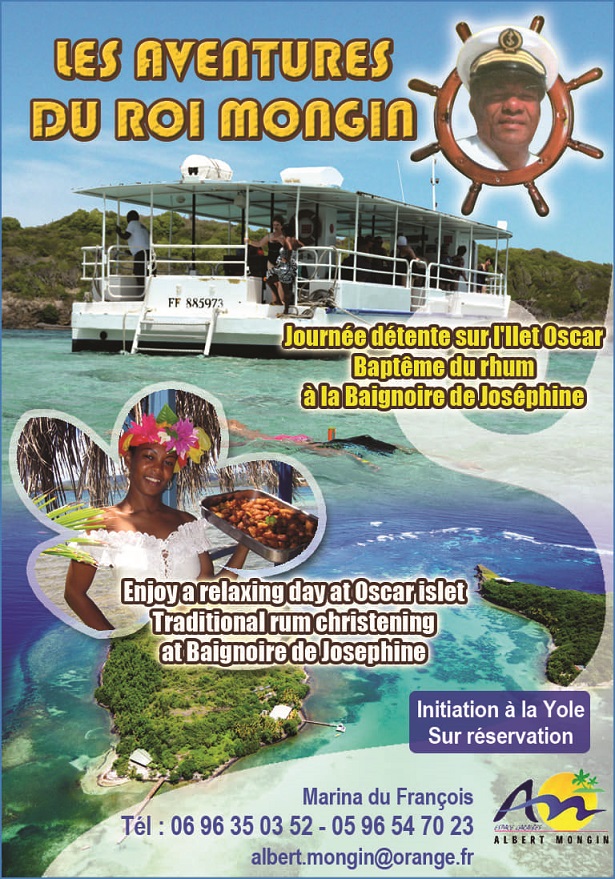 LES AVENTURES
DU ROI MONGIN
FF 885973
Journée détente sur l'Ilet Oscar
Baptême du rhum
à la Baignoire de Joséphine
Enjoy a relaxing day at Oscar islet
Traditional rum christening
at Baignoire de Josephine
Initiation à la Yole
Sur réservation
Marina du François
Tél : 06 96 35 03 52 - 05 96 54 70 23
albert.mongin@orange.fr
ALBERT MONGIN